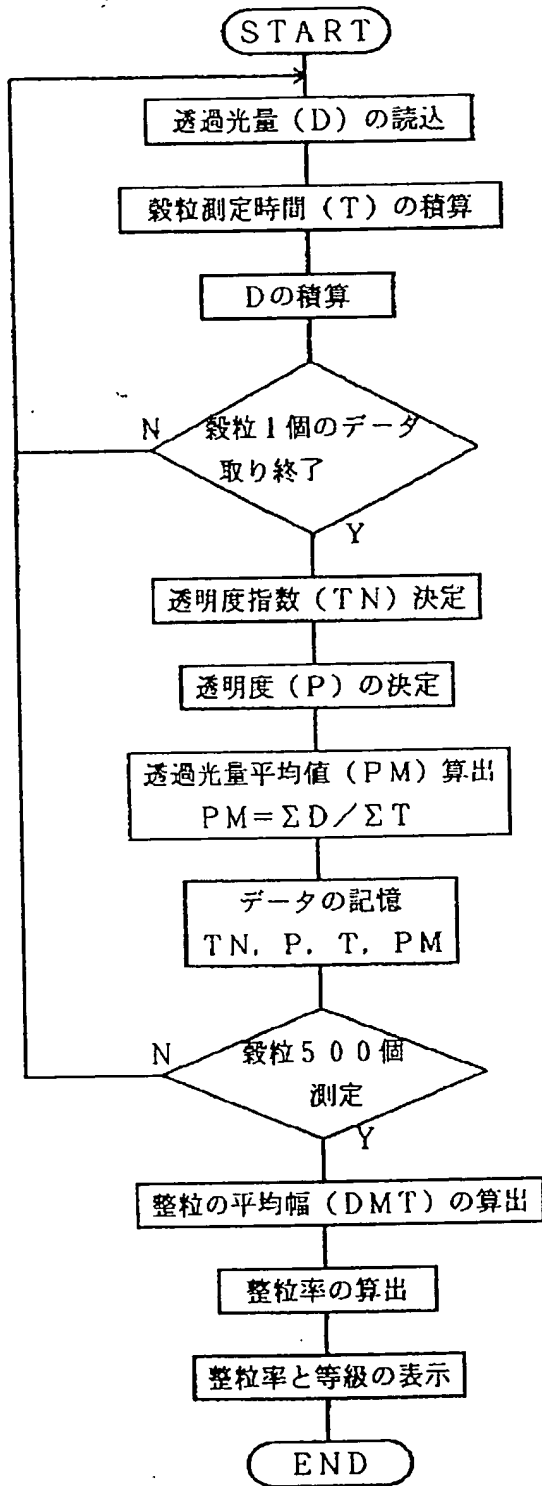 START
透過光量(D)の読込
穀粒測定時間(T)の積算
Dの積算
穀粒1個のデータ
取り終了
N
Y
透明度指数(TN)決定
透明度(P)の決定
透過光量平均値(PM)算出
PM=ΣD/ΣT
データの記憶
TN, P. T, PM
穀粒500個
測定
N
Y
整粒の平均幅(DMT)の算出
整粒率の算出
整粒率と等級の表示
END